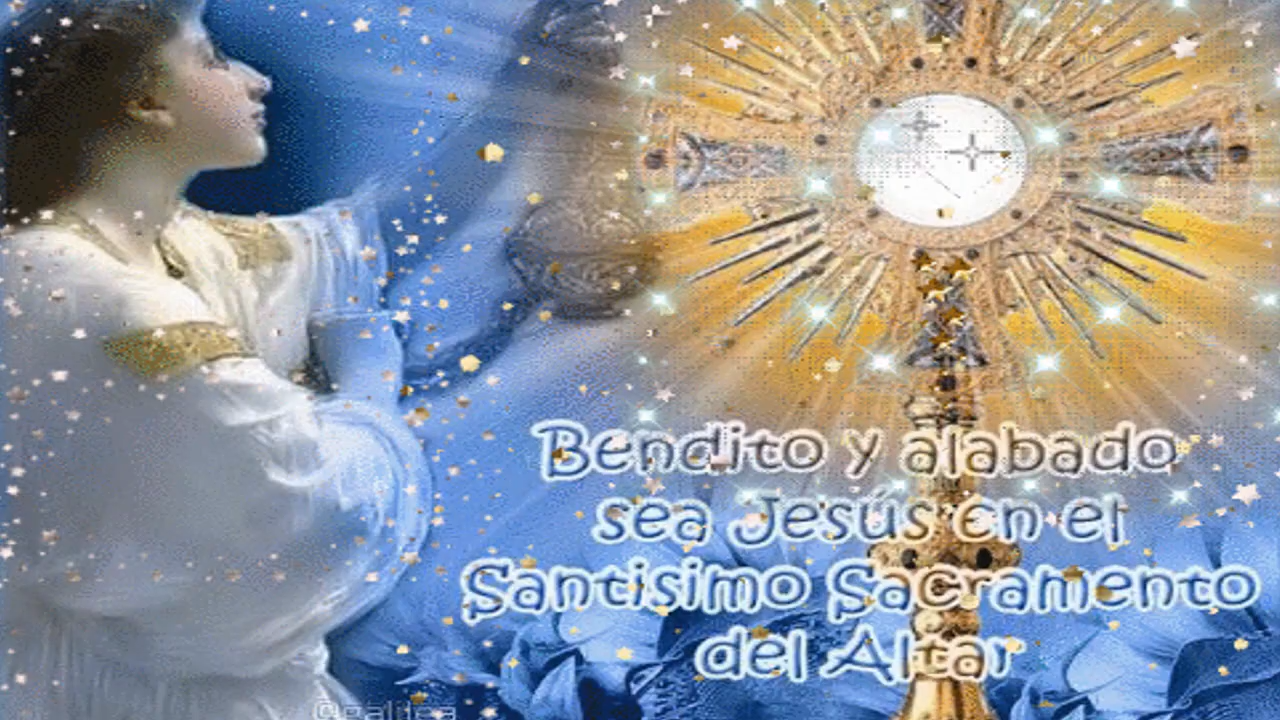 Bendito y alabado
sea Jesús en el
Santisimo Sacramento
del Altar